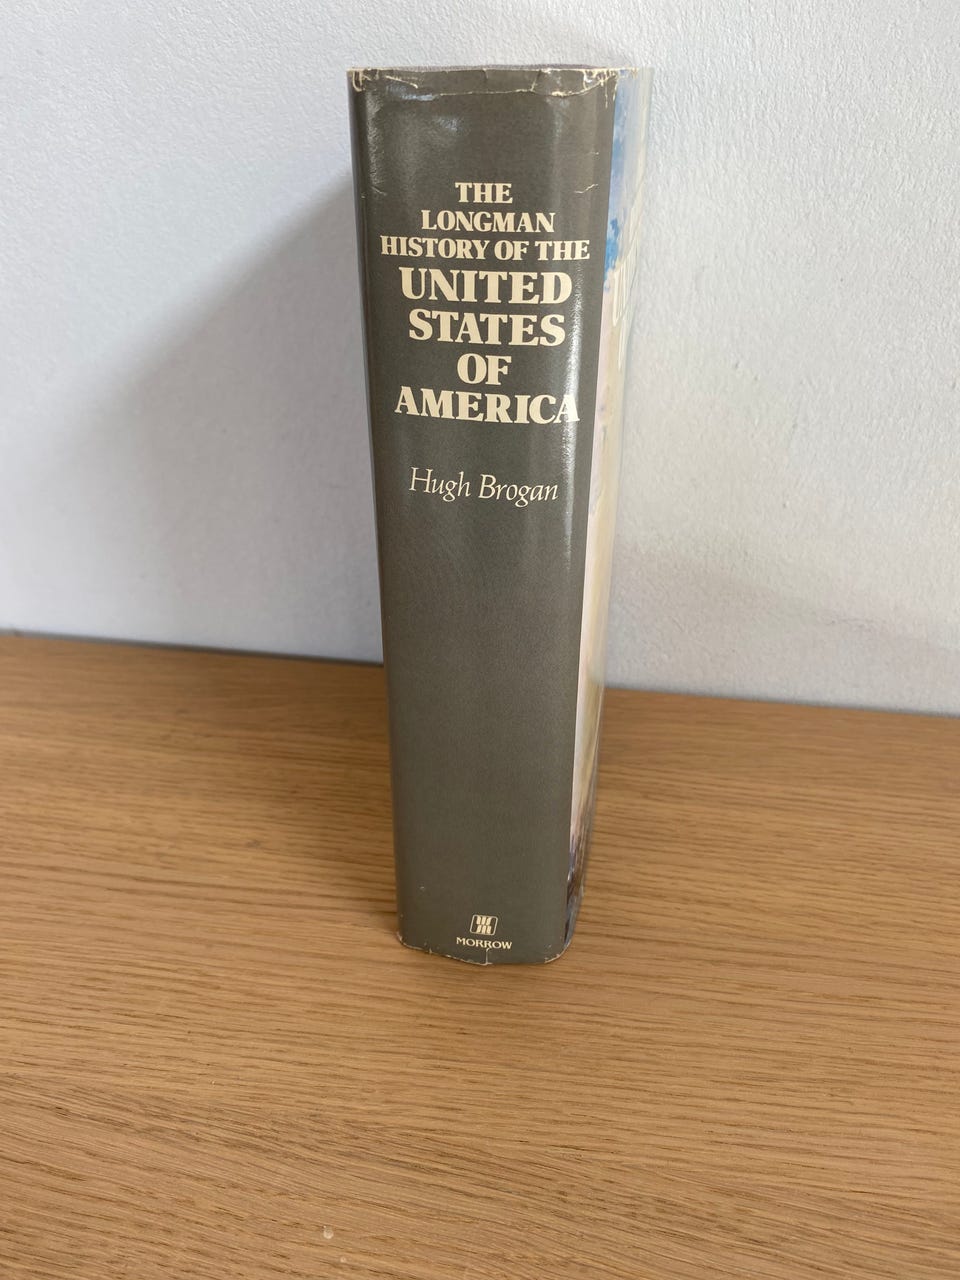 THE
LONGMAN
HISTORY OF THE
UNITED
STATES
OF
AMERICA
Hugh Brogan
MORROW